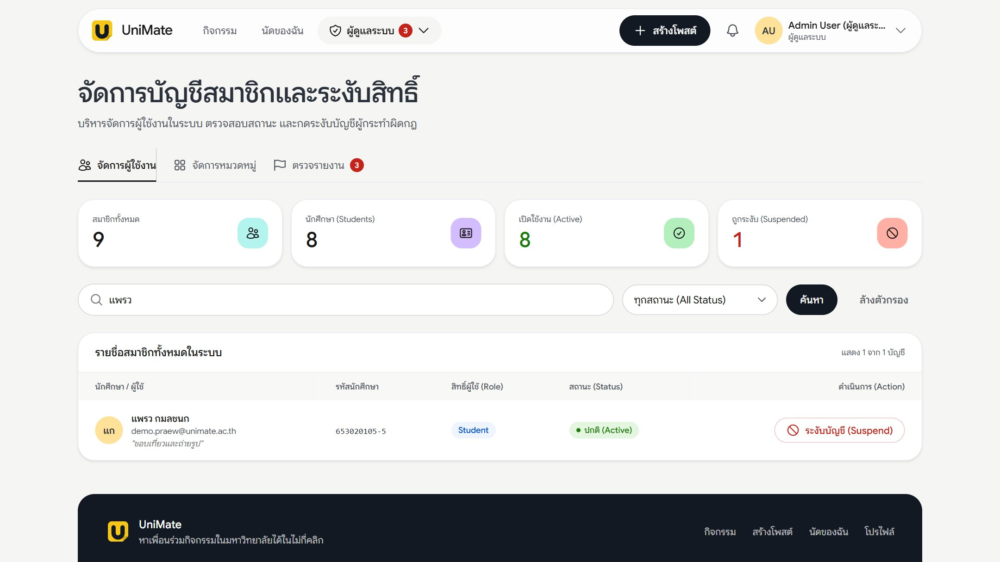 UniMate
กิจกรรม
นัดของฉัน
ผู้ดูแลระบบ 3
สร้างโพสต์
AU
Admin User (ผู้ดูแลระ...
ผู้ดูแลระบบ
จัดการบัญชีสมาชิกและระงับสิทธิ์
บริหารจัดการผู้ใช้งานในระบบ ตรวจสอบสถานะ และกดระงับบัญชีผู้กระทำผิดกฎ
จัดการผู้ใช้งาน
จัดการหมวดหมู่
ตรวจรายงาน 3
สมาชิกทั้งหมด
9
นักศึกษา (Students)
8
เปิดใช้งาน (Active)
8
ถูกระงับ (Suspended)
1
แพรว
ทุกสถานะ (All Status)
ค้นหา
ล้างตัวกรอง
รายชื่อสมาชิกทั้งหมดในระบบ
แสดง 1 จาก 1 บัญชี
นักศึกษา / ผู้ใช้
รหัสนักศึกษา
สิทธิ์ผู้ใช้ (Role)
สถานะ (Status)
ดำเนินการ (Action)
แก
แพรว กมลชนก
demo.praew@unimate.ac.th
"ชอบเที่ยวและถ่ายรูป"
653020105-5
Student
ปกติ (Active)
ระงับบัญชี (Suspend)
UniMate
หาเพื่อนร่วมกิจกรรมในมหาวิทยาลัยได้ในไม่กี่คลิก
กิจกรรม
สร้างโพสต์
นัดของฉัน
โปรไฟล์